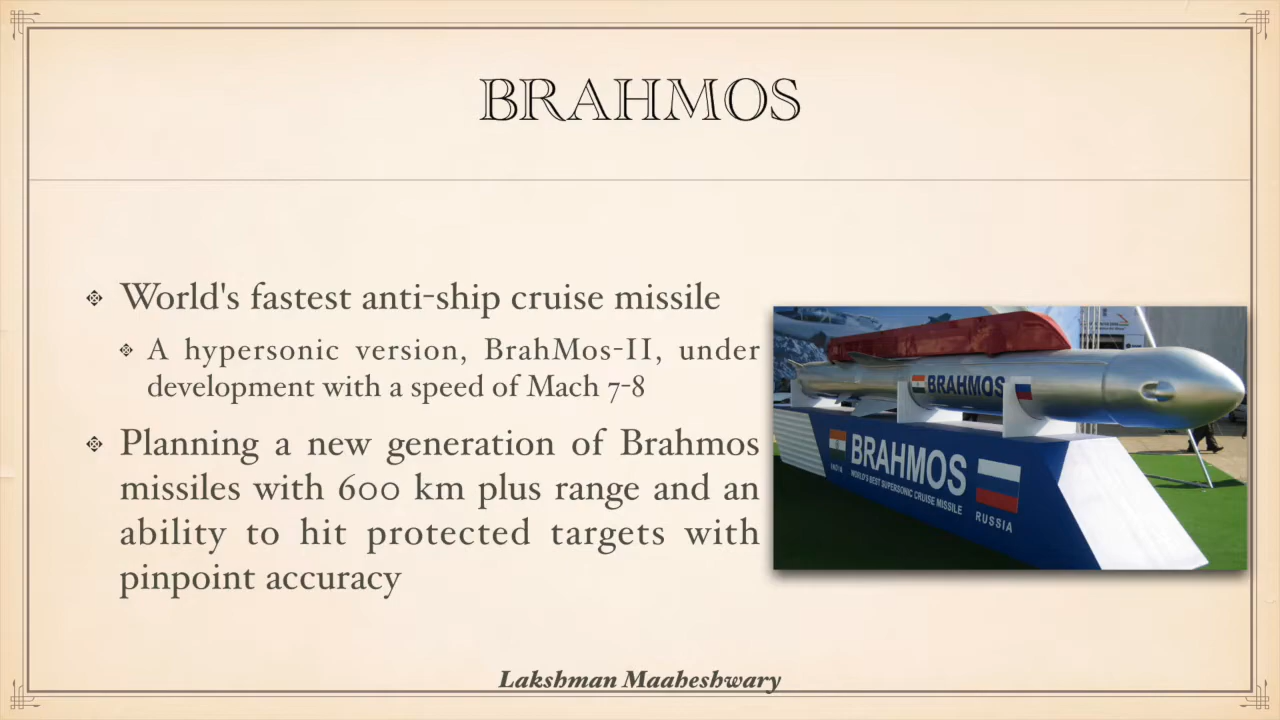 BRAHMOS
World's fastest anti-ship cruise missile
A hypersonic version, BrahMos-II, under
development with a speed of Mach 7-8
Planning a new generation of Brahmos
missiles with 600 km plus range and an
ability to hit protected targets with
pinpoint accuracy
BRAHMOS
INDIA
BRAHMOS
WORLD'S BEST SUPERSONIC CRUISE MISSILE
RUSSIA
Lakshman Maaheshwary